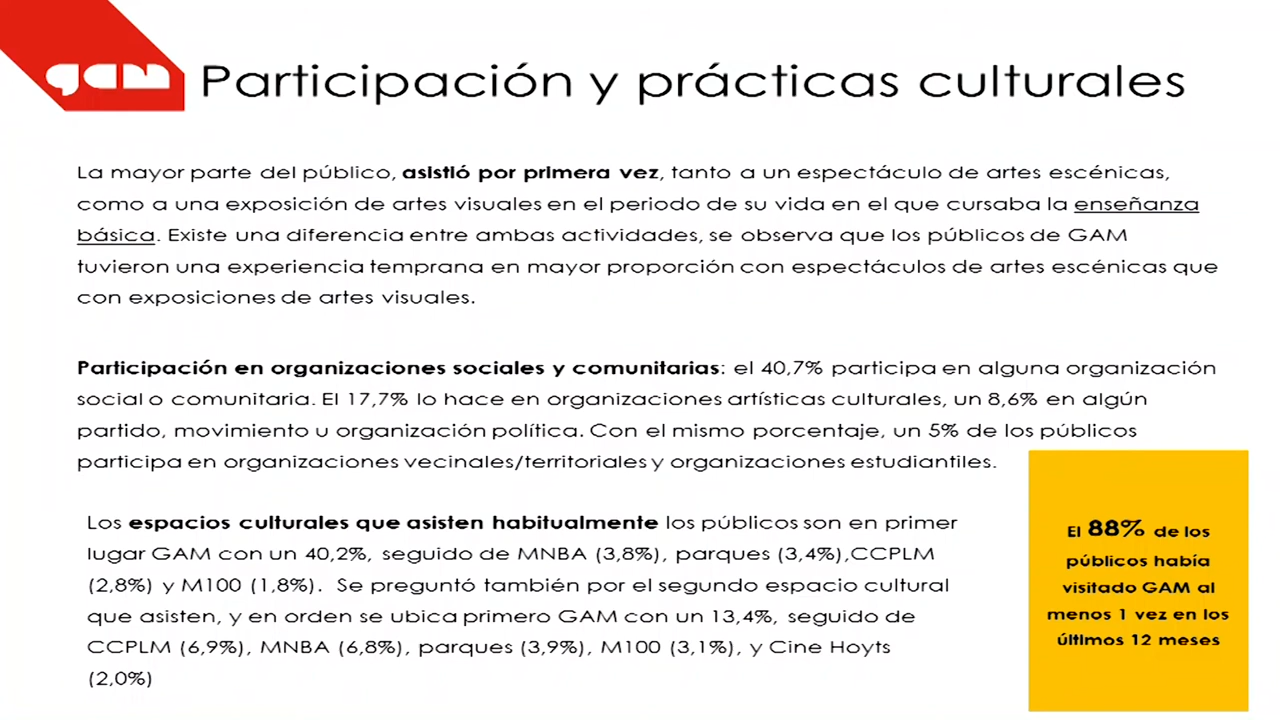 gam
Participación y prácticas culturales
La mayor parte del público, asistió por primera vez, tanto a un espectáculo de artes escénicas,
como a una exposición de artes visuales en el periodo de su vida en el que cursaba la enseñanza
básica. Existe una diferencia entre ambas actividades, se observa que los públicos de GAM
tuvieron una experiencia temprana en mayor proporción con espectáculos de artes escénicas que
con exposiciones de artes visuales.
Participación en organizaciones sociales y comunitarias: el 40,7% participa en alguna organización
social o comunitaria. El 17,7% lo hace en organizaciones artísticas culturales, un 8,6% en algún
partido, movimiento u organización política. Con el mismo porcentaje, un 5% de los públicos
participa en organizaciones vecinales/territoriales y organizaciones estudiantiles.
Los espacios culturales que asisten habitualmente los públicos son en primer
lugar GAM con un 40,2%, seguido de MNBA (3,8%), parques (3,4%),CCPLM
(2,8%) y M100 (1,8%). Se preguntó también por el segundo espacio cultural
que asisten, y en orden se ubica primero GAM con un 13,4%, seguido de
CCPLM (6,9%), MNBA (6,8%), parques (3,9%), M100 (3,1%), y Cine Hoyts
(2,0%)
El 88% de los
públicos había
visitado GAM al
menos 1 vez en los
últimos 12 meses